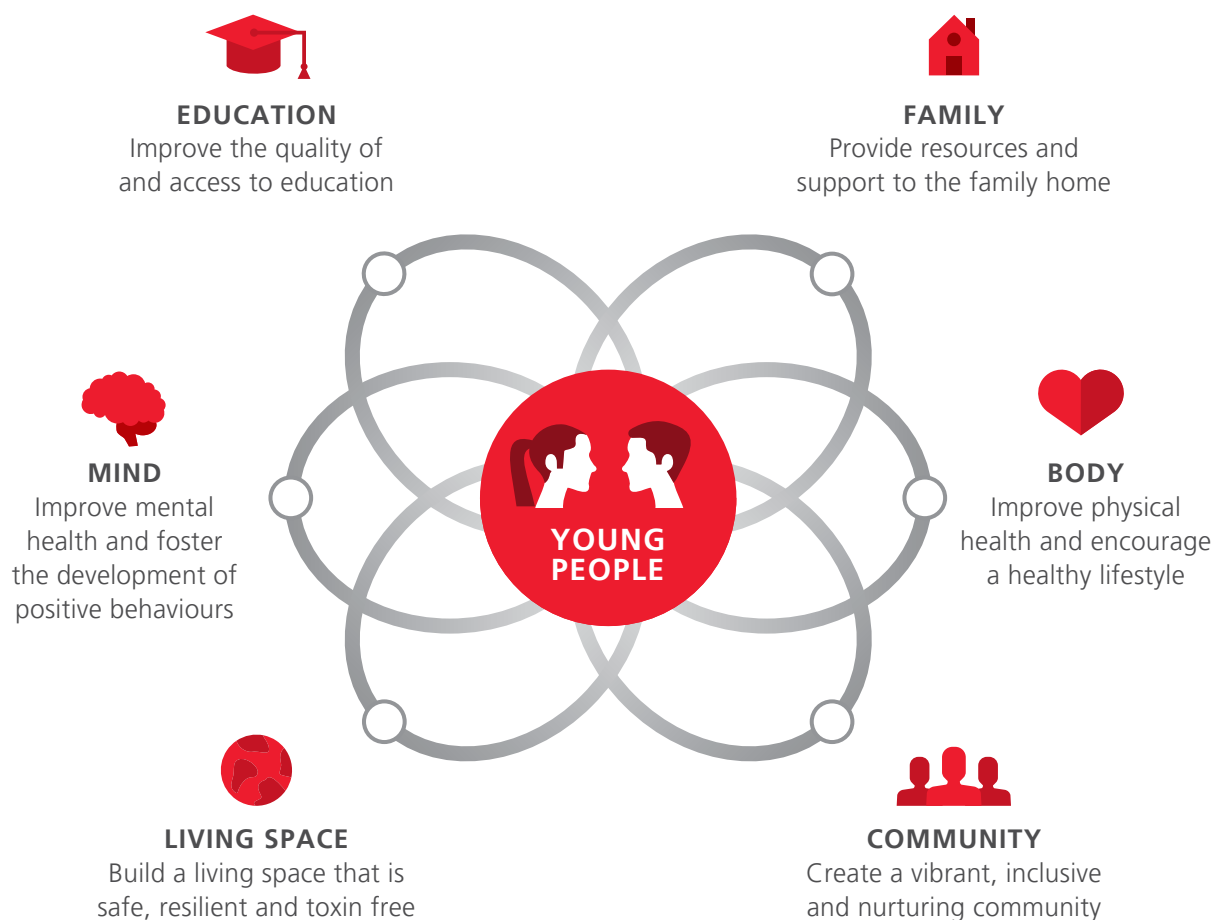 EDUCATION
Improve the quality of
and access to education
FAMILY
Provide resources and
support to the family home
MIND
Improve mental
health and foster
the development of
positive behaviours
YOUNG
PEOPLE
BODY
Improve physical
health and encourage
a healthy lifestyle
LIVING SPACE
Build a living space that is
safe, resilient and toxin free
COMMUNITY
Create a vibrant, inclusive
and nurturing community